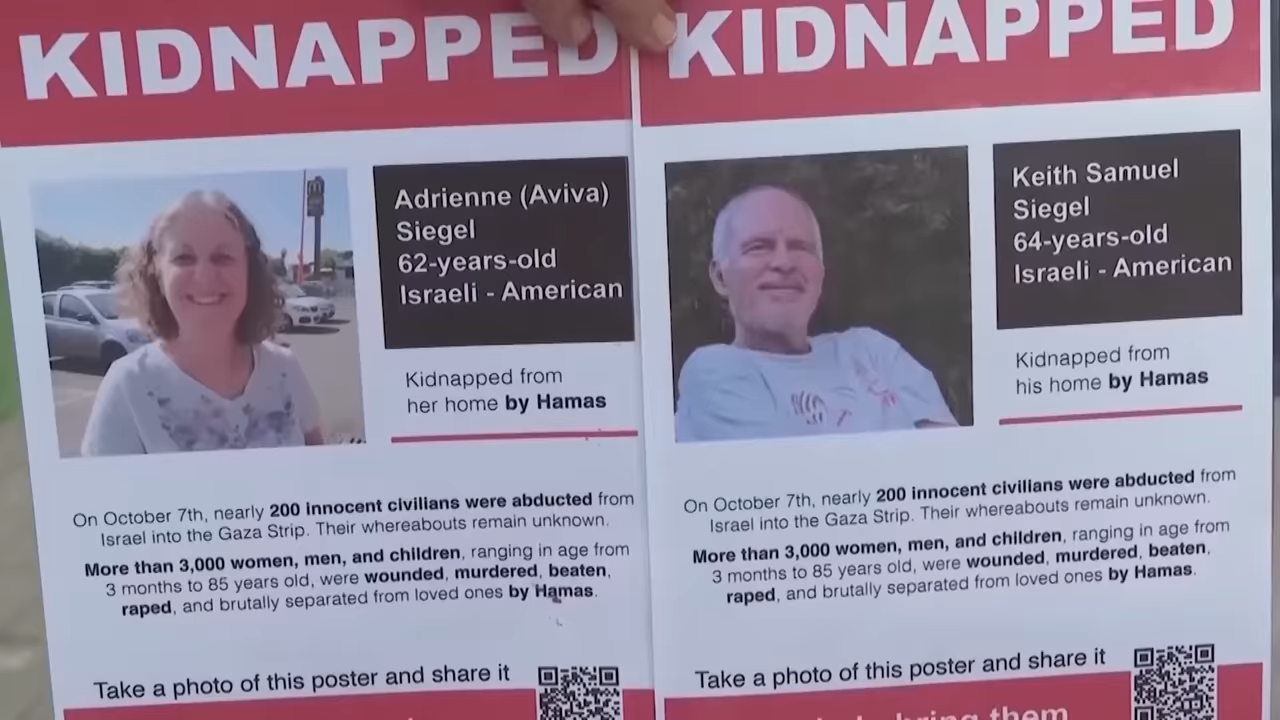 KIDNAPPED
Adrienne (Aviva)
Siegel
62-years-old
Israeli - American
Kidnapped from
her home by Hamas
On October 7th, nearly 200 innocent civilians were abducted from
Israel into the Gaza Strip. Their whereabouts remain unknown.
More than 3,000 women, men, and children, ranging in age from
3 months to 85 years old, were wounded, murdered, beaten,
raped, and brutally separated from loved ones by Hamas.
Take a photo of this poster and share it
KIDNAPPED
Keith Samuel
Siegel
64-years-old
Israeli - American
Kidnapped from
his home by Hamas
On October 7th, nearly 200 innocent civilians were abducted from
Israel into the Gaza Strip. Their whereabouts remain unknown.
More than 3,000 women, men, and children, ranging in age from
3 months to 85 years old, were wounded, murdered, beaten,
raped, and brutally separated from loved ones by Hamas.
Take a photo of this poster and share it
bring them